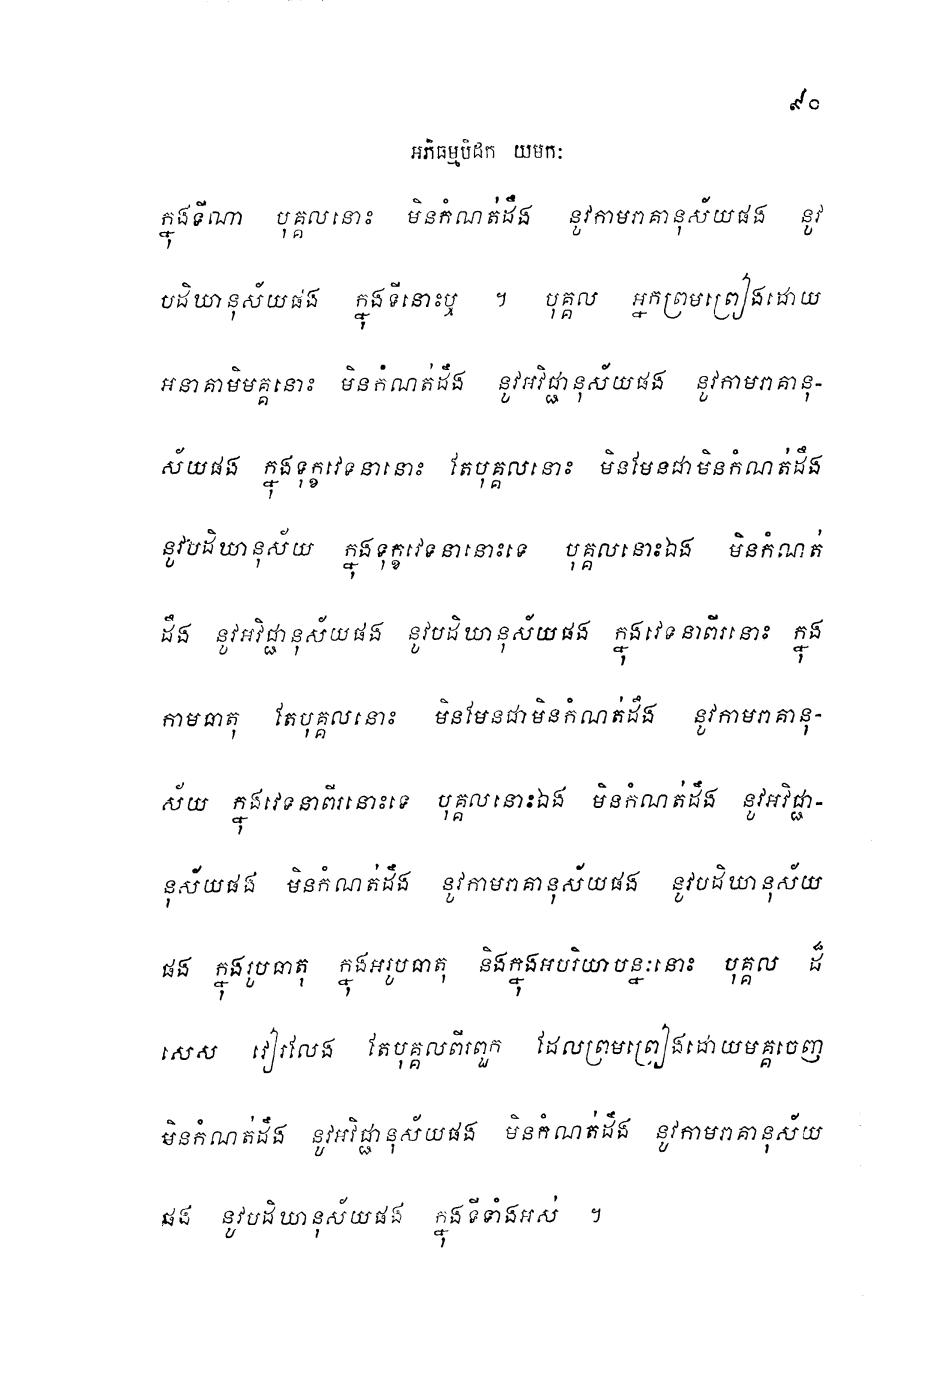 ៩០
អភិធម្មបិដក យមកៈ
ក្នុងទីណា បុគ្គលនោះ មិនកំណត់ដឹង នូវកាមរាគានុស័យផង នូវ
បដិឃានុស័យផង ក្នុងទីនោះឬ ។ បុគ្គល អ្នកព្រមព្រៀងដោយ
អនាគាមិមគ្គនោះ មិនកំណត់ដឹង នូវអវិជ្ជានុស័យផង នូវកាមរាគានុ-
ស័យផង ក្នុងទុក្ខវេទនានោះ តែបុគ្គលនោះ មិនមែនជាមិនកំណត់ដឹង
នូវបដិឃានុស័យ ក្នុងទុក្ខវេទនានោះទេ បុគ្គលនោះឯង មិនកំណត់
ដឹង នូវអវិជ្ជានុស័យផង នូវបដិឃានុស័យផង ក្នុងវេទនាពីរនោះ ក្នុង
កាមធាតុ តែបុគ្គលនោះ មិនមែនជាមិនកំណត់ដឹង នូវកាមរាគានុ-
ស័យ ក្នុងវេទនាពីរនោះទេ បុគ្គលនោះឯង មិនកំណត់ដឹង នូវអវិជ្ជា-
នុស័យផង មិនកំណត់ដឹង នូវកាមរាគានុស័យផង នូវបដិឃានុស័យ
ផង ក្នុងរូបធាតុ ក្នុងអរូបធាតុ និងក្នុងអបរិយាបន្នៈនោះ បុគ្គល ដ៏
សេស វៀរលែង តែបុគ្គលពីរពួក ដែលព្រមព្រៀងដោយមគ្គចេញ
មិនកំណត់ដឹង នូវអវិជ្ជានុស័យផង មិនកំណត់ដឹង នូវកាមរាគានុស័យ
ផង នូវបដិឃានុស័យផង ក្នុងទីទាំងអស់ ។